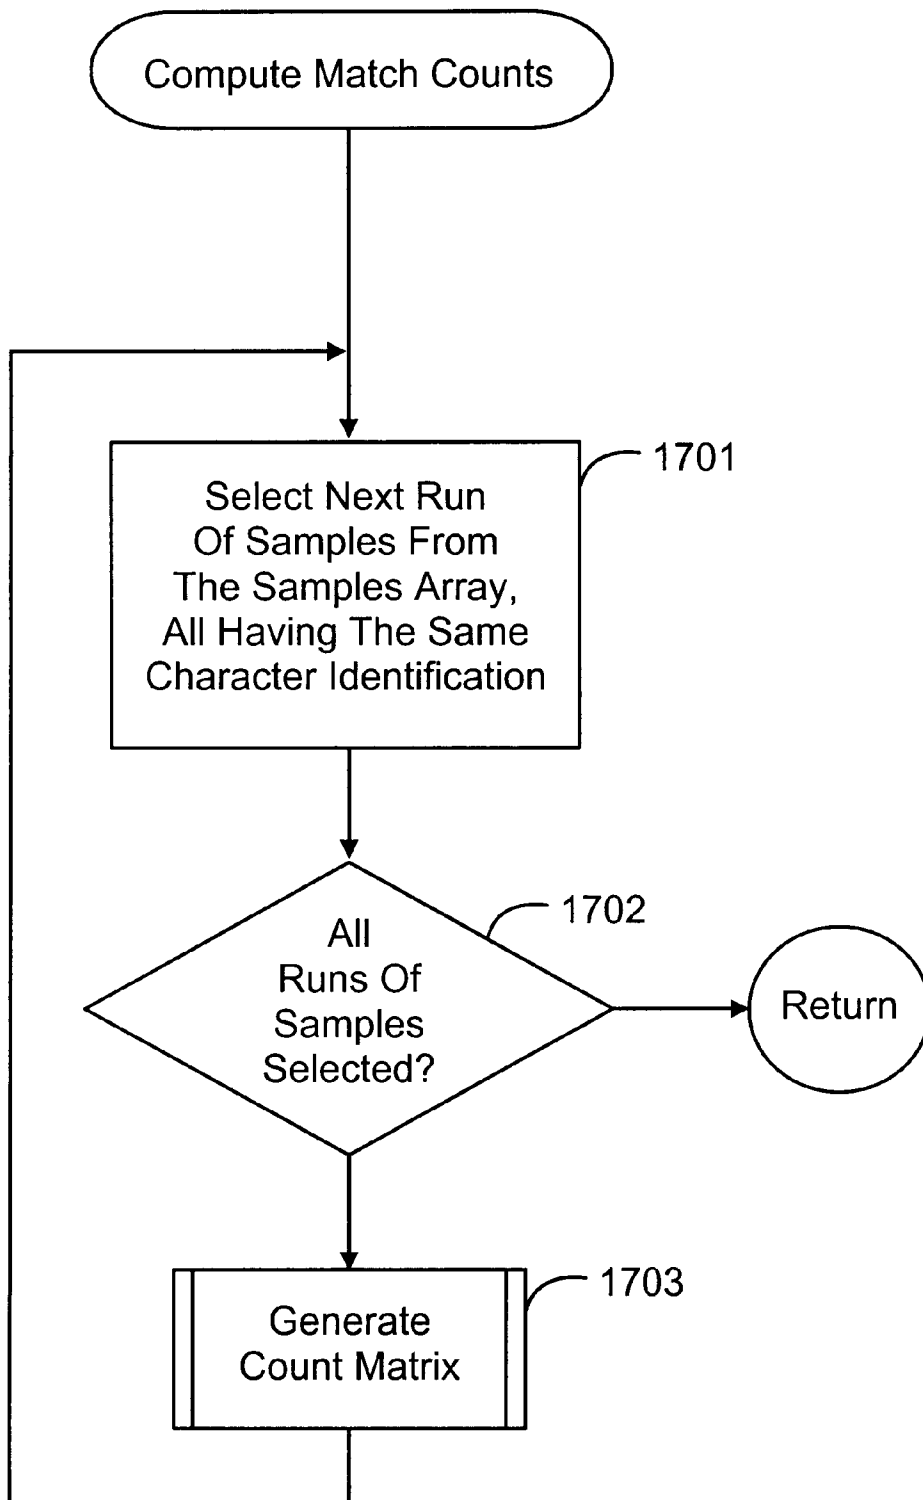 Compute Match Counts
1701
Select Next Run
Of Samples From
The Samples Array,
All Having The Same
Character Identification
1702
All
Runs Of
Samples
Selected?
Return
1703
Generate
Count Matrix